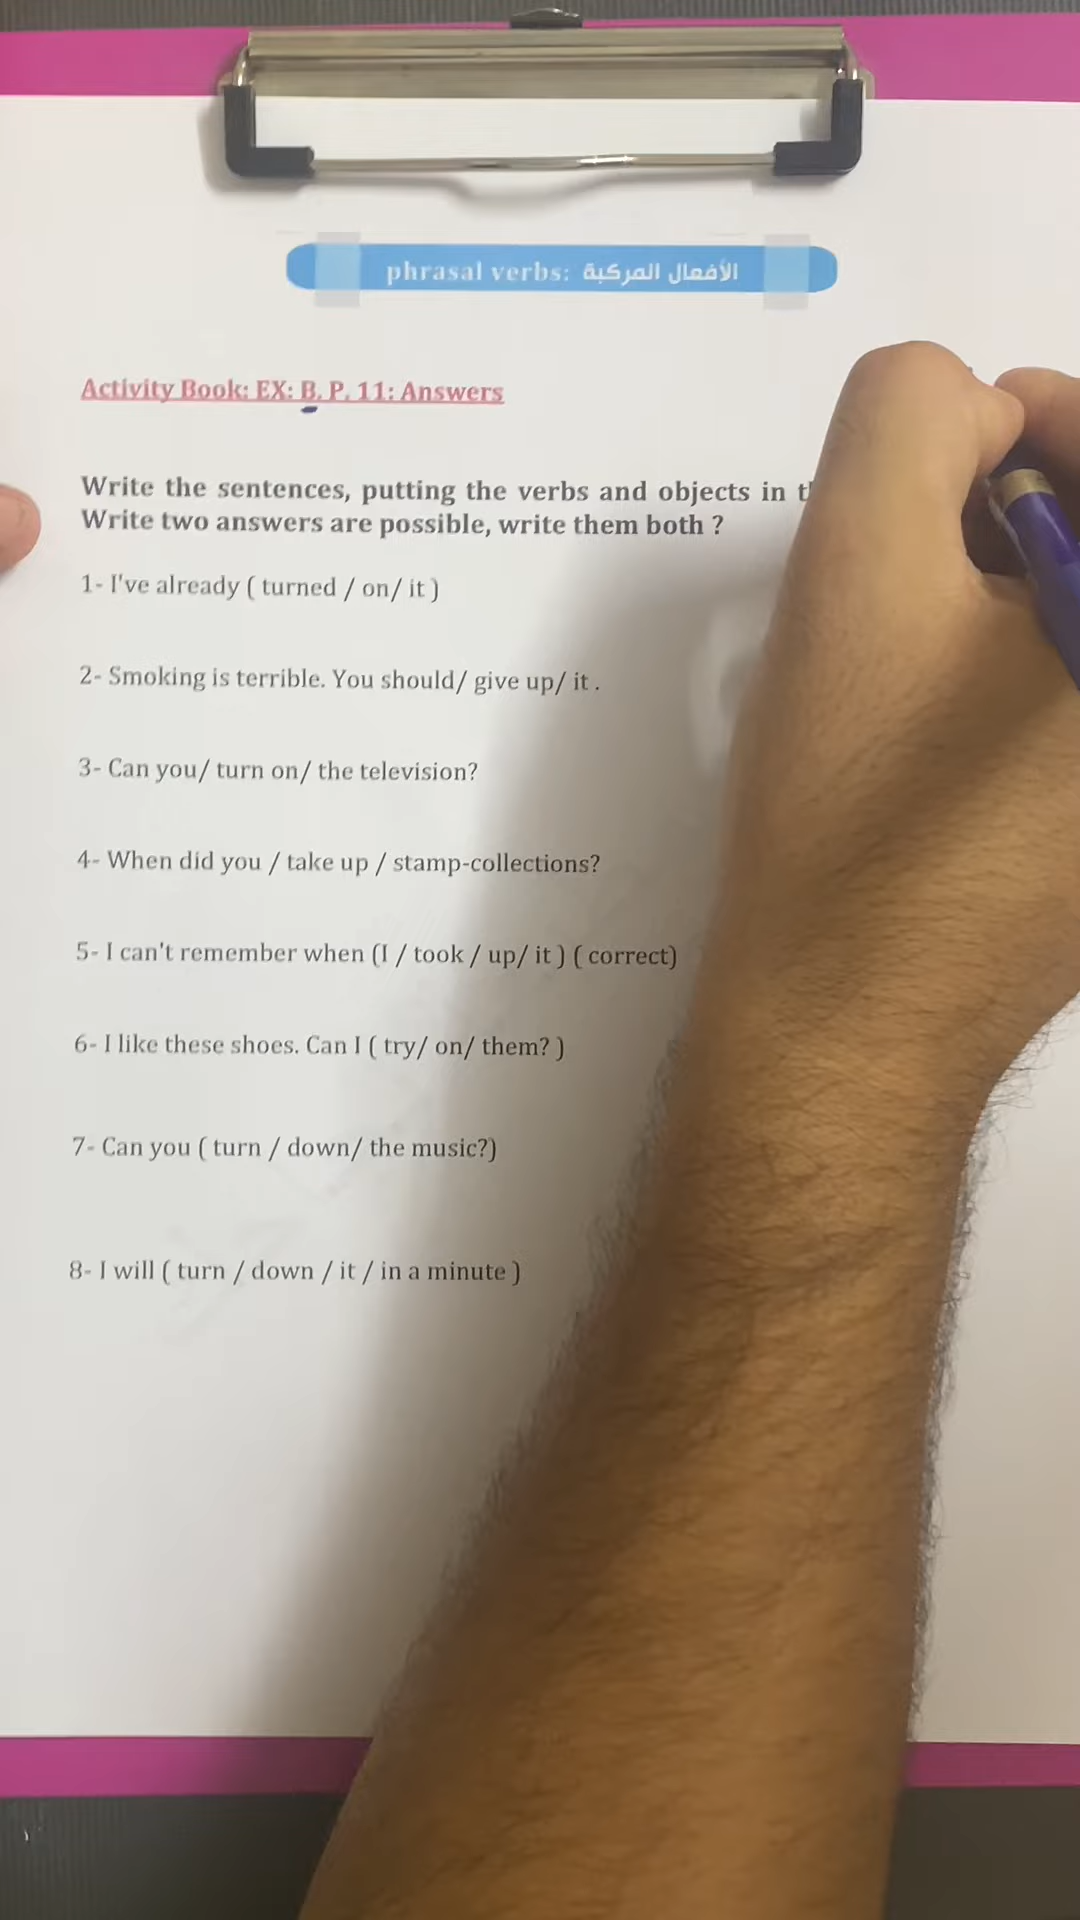 phrasal verbs: الأفعال المركبة
Activity Book: EX: B. P. 11: Answers
Write the sentences, putting the verbs and objects in
Write two answers are possible, write them both ?
1- I've already ( turned / on/ it )
2- Smoking is terrible. You should/ give up/ it .
3- Can you/ turn on/ the television?
4- When did you / take up / stamp-collections?
5- I can't remember when (I / took / up/ it ) ( correct)
6- I like these shoes. Can I ( try/ on/ them? )
7- Can you ( turn / down/ the music?)
8- I will ( turn / down / it / in a minute )